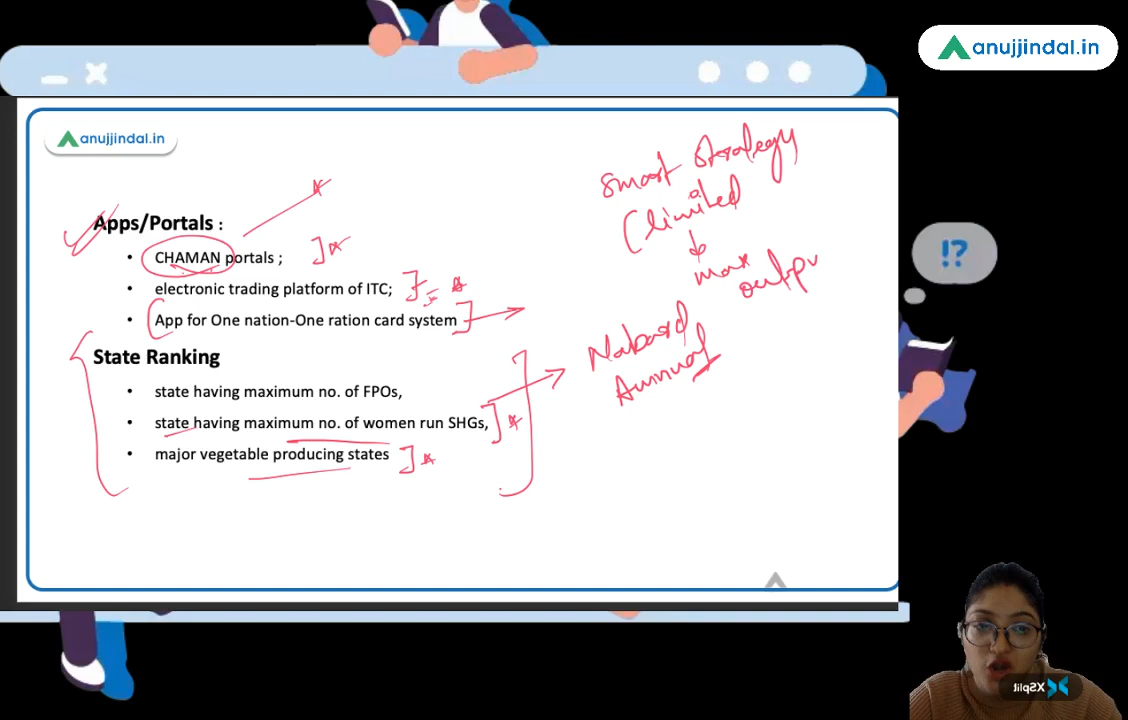 anujjindal.in
anujjindal.in
Apps/Portals :
• CHAMAN portals ;
• electronic trading platform of ITC;
• App for One nation-One ration card system
State Ranking
• state having maximum no. of FPOs,
• state having maximum no. of women run SHGs,
• major vegetable producing states
Smart Strategy
(limited
max
outpu
Nabard
Annual
!?
XSplit